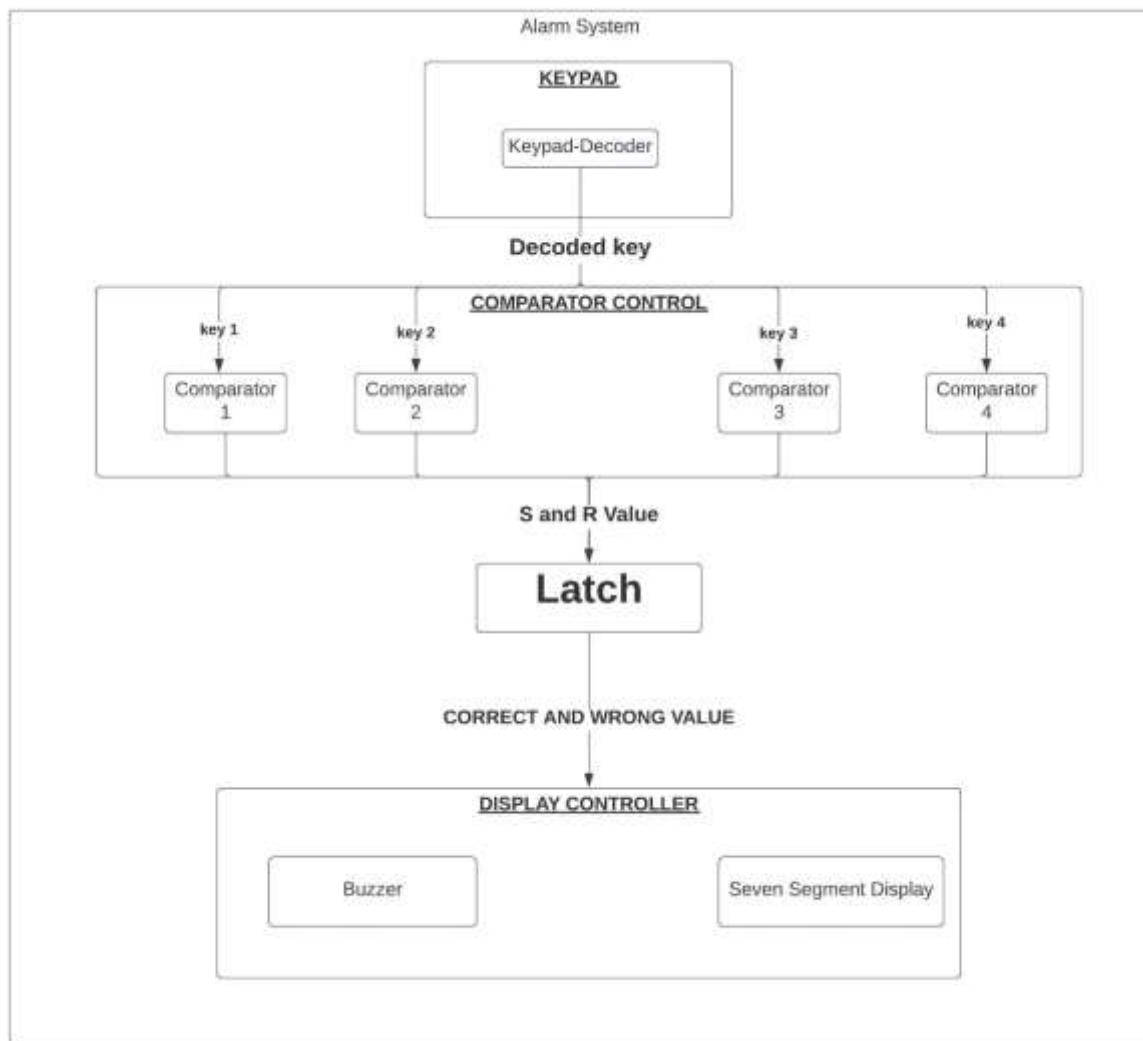 Alarm System
KEYPAD
Keypad-Decoder
Decoded key
COMPARATOR CONTROL
key 1
key 2
key 3
key 4
Comparator
1
Comparator
2
Comparator
3
Comparator
4
S and R Value
Latch
CORRECT AND WRONG VALUE
DISPLAY CONTROLLER
Buzzer
Seven Segment Display